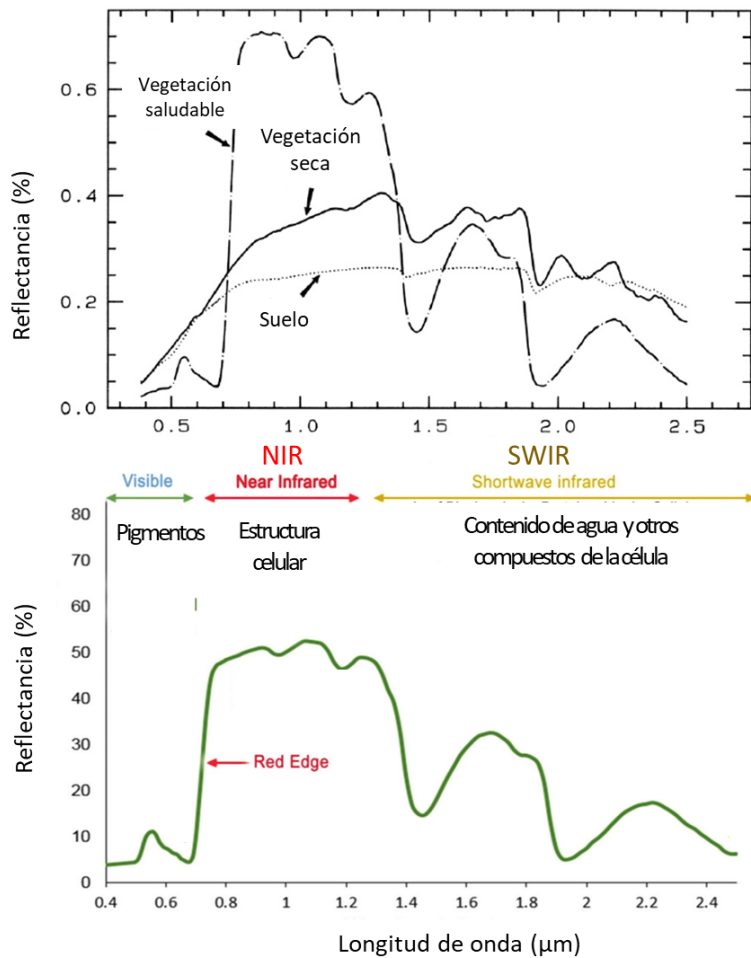 0.6
Vegetación
saludable
Vegetación
seca
0.4
Reflectancia (%)
0.2
Suelo
0.0
0.5 1.0 1.5 2.0 2.5
NIR SWIR
Visible Near Infrared Shortwave infrared
80
Pigmentos Estructura Contenido de agua y otros
celular compuestos de la célula
70
60
50
Reflectancia (%)
40
30
Red Edge
20
10
0
0.4 0.6 0.8 1 1.2 1.4 1.6 1.8 2 2.2 2.4
Longitud de onda (μm)